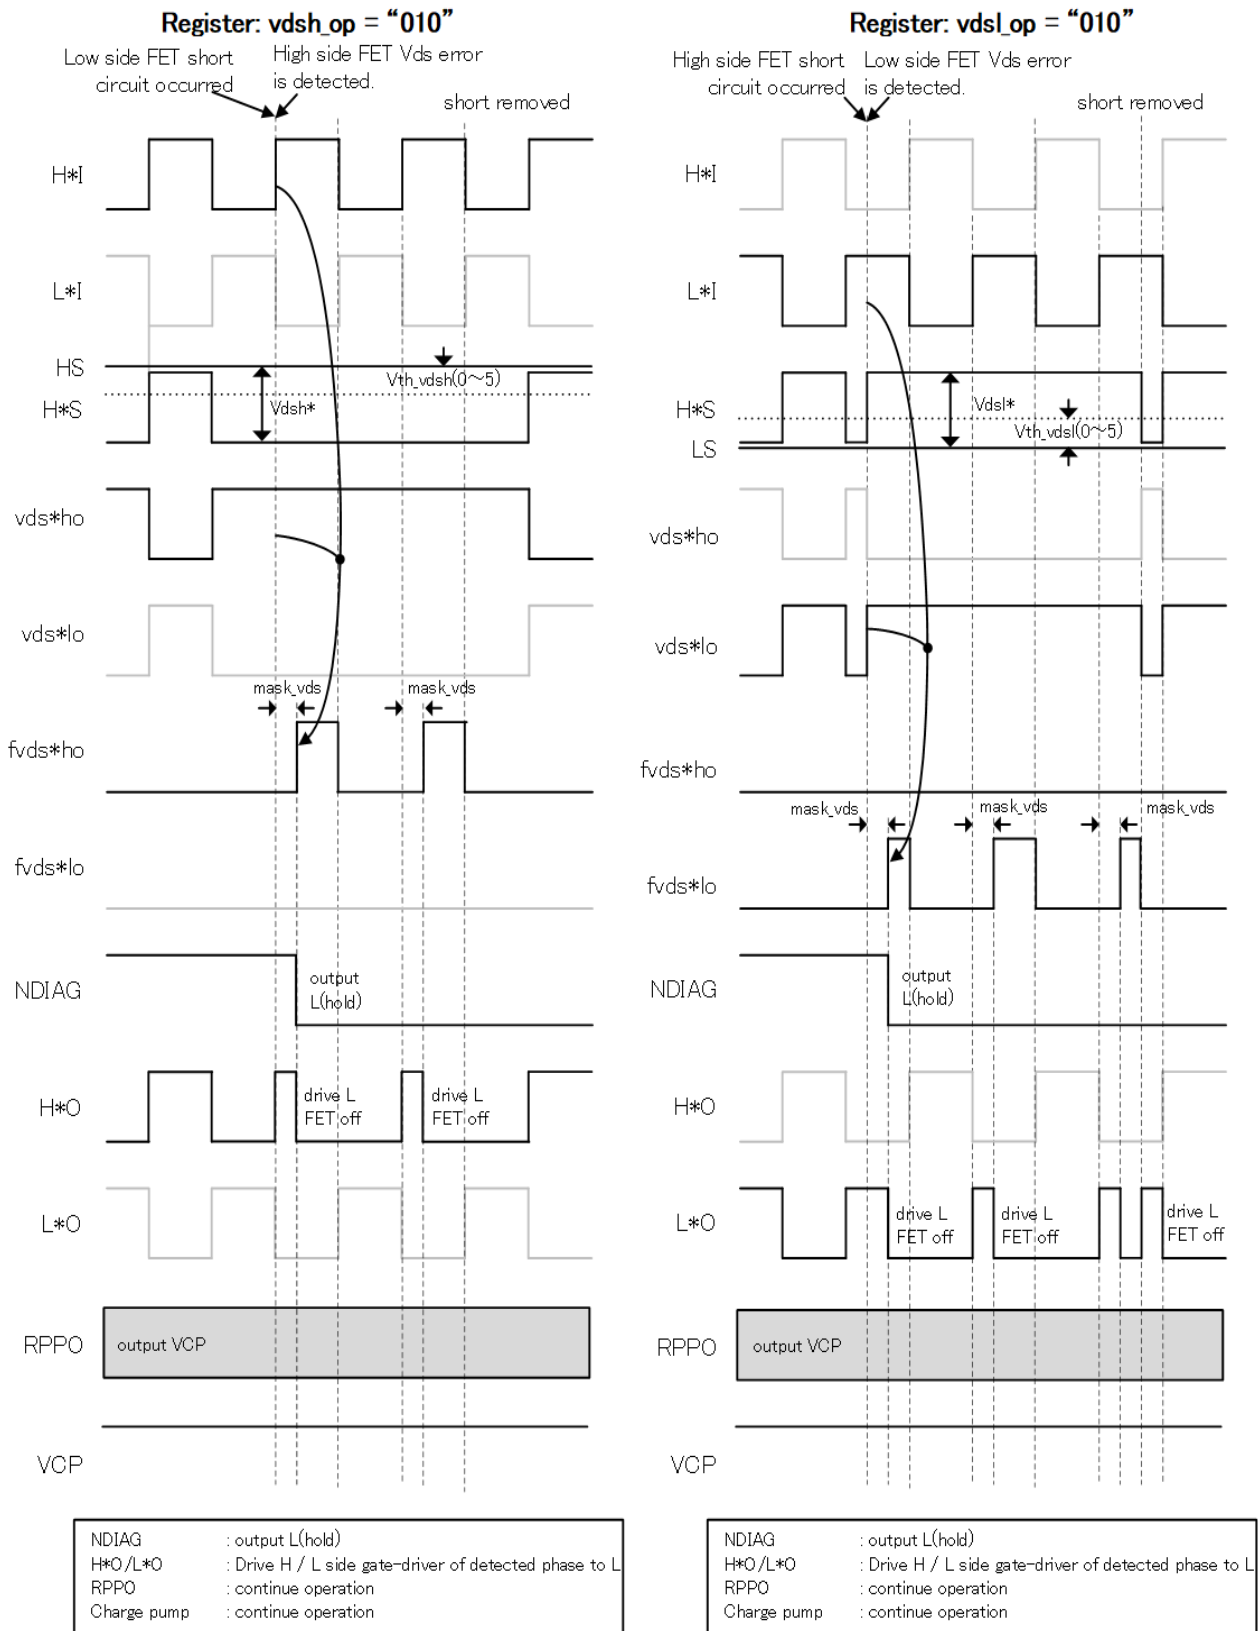 Register: vdsh_op = “010”
Low side FET short
circuit occurred
High side FET Vds error
is detected.
short removed
H*I
L*I
HS
Vth_vdsh(0～5)
H*S
Vdsh*
vds*ho
vds*lo
mask_vds
mask_vds
fvds*ho
fvds*lo
NDIAG
output
L(hold)
H*O
drive L
FET off
drive L
FET off
L*O
RPPO
output VCP
VCP
NDIAG : output L(hold)
H*O/L*O : Drive H / L side gate-driver of detected phase to L
RPPO : continue operation
Charge pump : continue operation
Register: vdsl_op = “010”
High side FET short
circuit occurred
Low side FET Vds error
is detected.
short removed
H*I
L*I
H*S
Vdsl*
Vth_vdsl(0～5)
LS
vds*ho
vds*lo
fvds*ho
mask_vds
mask_vds
mask_vds
fvds*lo
NDIAG
output
L(hold)
H*O
L*O
drive L
FET off
drive L
FET off
drive L
FET off
RPPO
output VCP
VCP
NDIAG : output L(hold)
H*O/L*O : Drive H / L side gate-driver of detected phase to L
RPPO : continue operation
Charge pump : continue operation